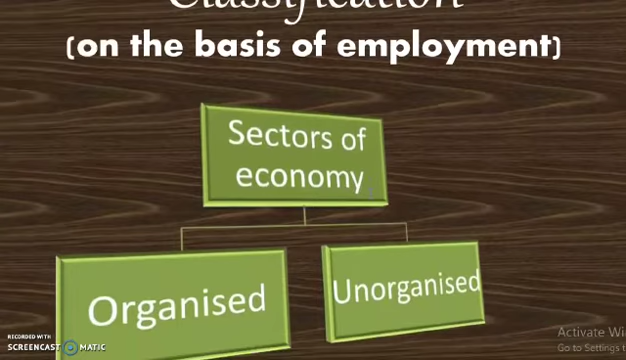 Classification
(on the basis of employment)
Sectors of
economy
Organised
Unorganised
RECORDED WITH
SCREENCAST MATIC
Activate Wi
Go to Settings t